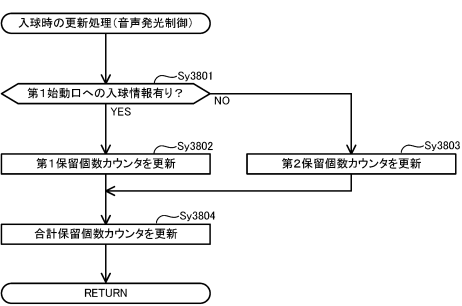 入球時の更新処理(音声発光制御)
Sy3801
第1始動口への入球情報有り?
NO
YES
Sy3802
第1保留個数カウンタを更新
Sy3803
第2保留個数カウンタを更新
Sy3804
合計保留個数カウンタを更新
RETURN